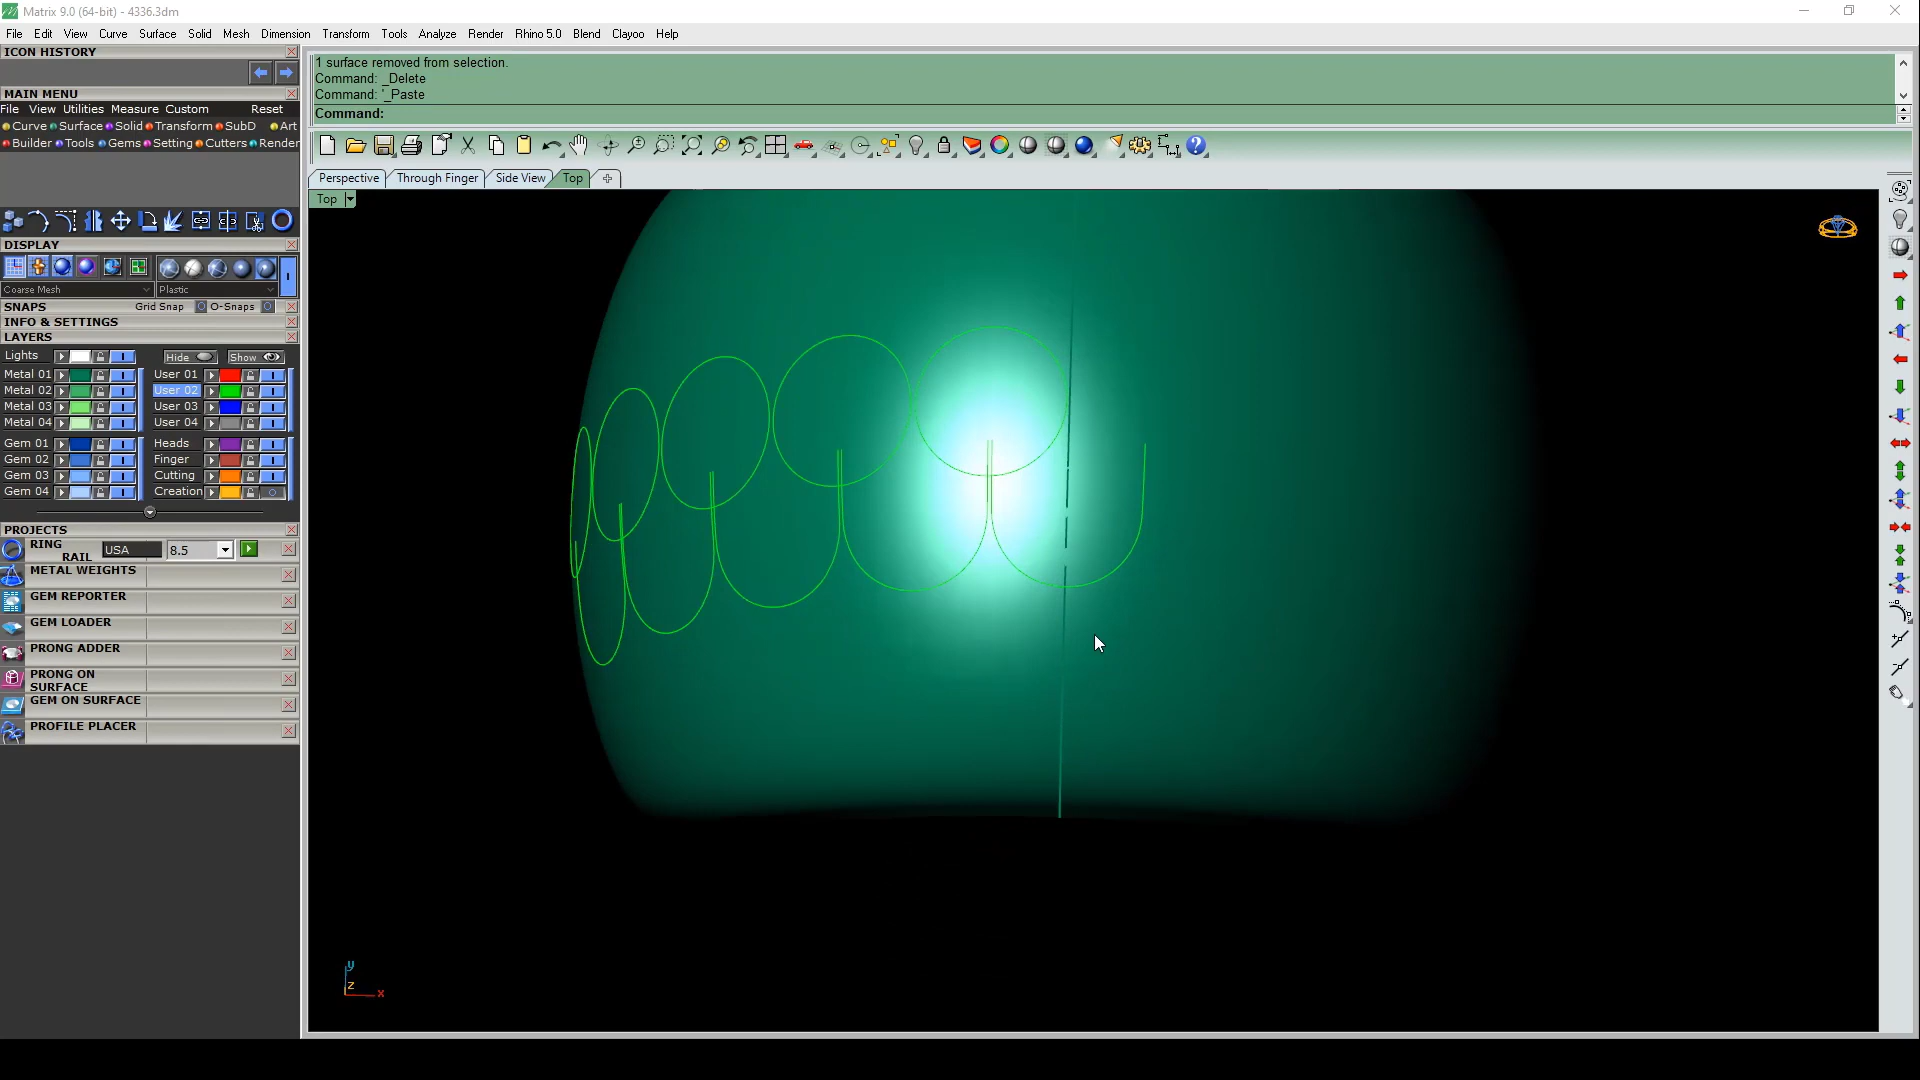 Matrix 9.0 (64-bit) - 4336.3dm
File Edit View Curve Surface Solid Mesh Dimension Transform Tools Analyze Render Rhino 5.0 Blend Clayoo Help
ICON HISTORY
MAIN MENU
File View Utilities Measure Custom Reset
Curve Surface Solid Transform SubD Art
Builder Tools Gems Setting Cutters Render
DISPLAY
Coarse Mesh Plastic
SNAPS Grid Snap O-Snaps
INFO & SETTINGS
LAYERS
Lights Hide Show
Metal 01 User 01
Metal 02 User 02
Metal 03 User 03
Metal 04 User 04
Gem 01 Heads
Gem 02 Finger
Gem 03 Cutting
Gem 04 Creation
PROJECTS
RING RAIL USA 8.5
METAL WEIGHTS
GEM REPORTER
GEM LOADER
PRONG ADDER
PRONG ON SURFACE
GEM ON SURFACE
PROFILE PLACER
1 surface removed from selection.
Command: _Delete
Command: '_Paste
Command:
Perspective Through Finger Side View Top
Top
y
z
x